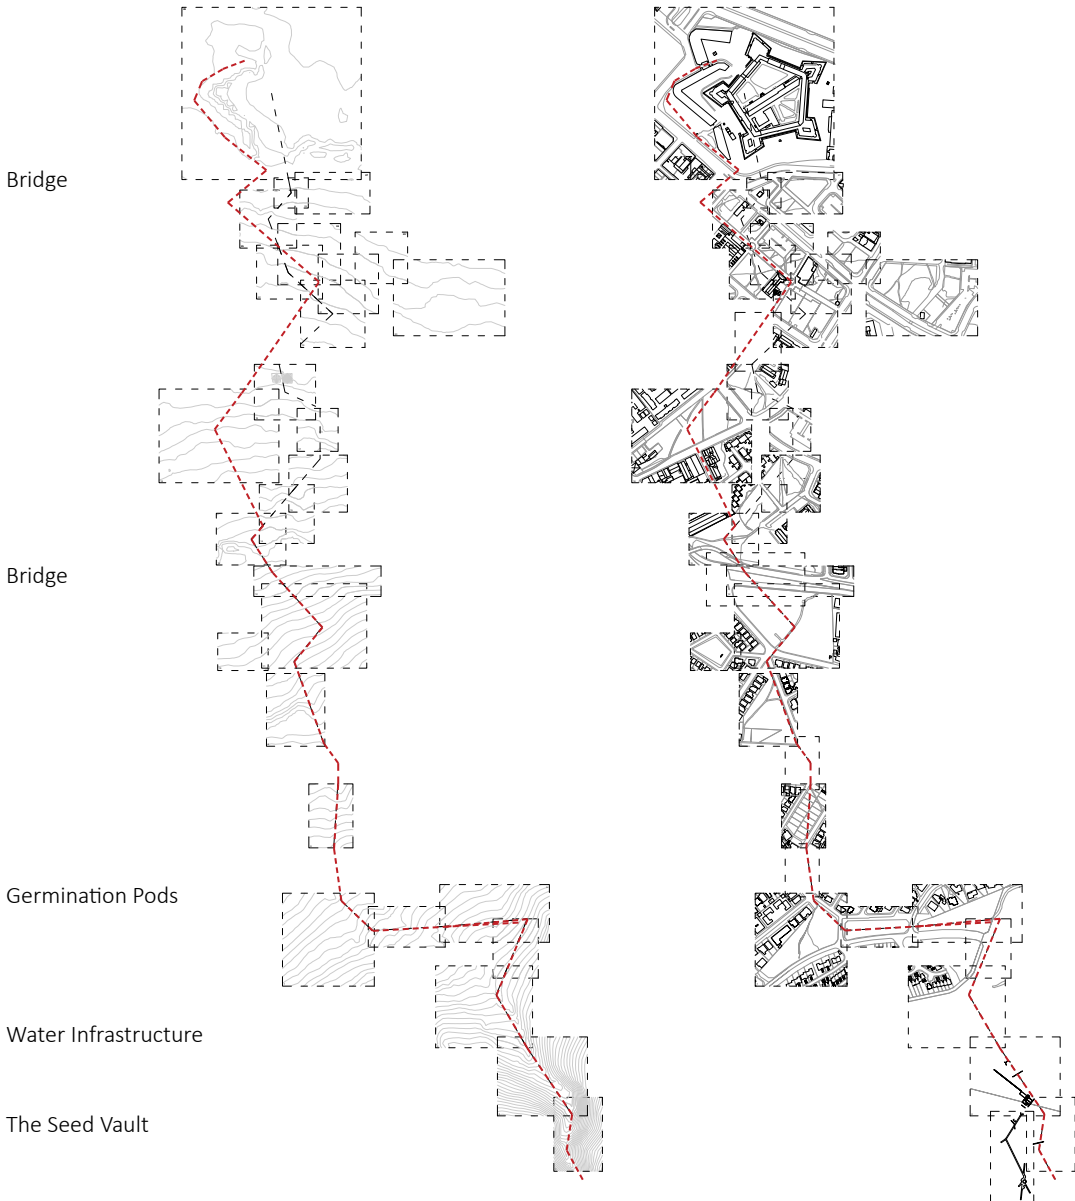 Bridge
Bridge
Germination Pods
Water Infrastructure
The Seed Vault